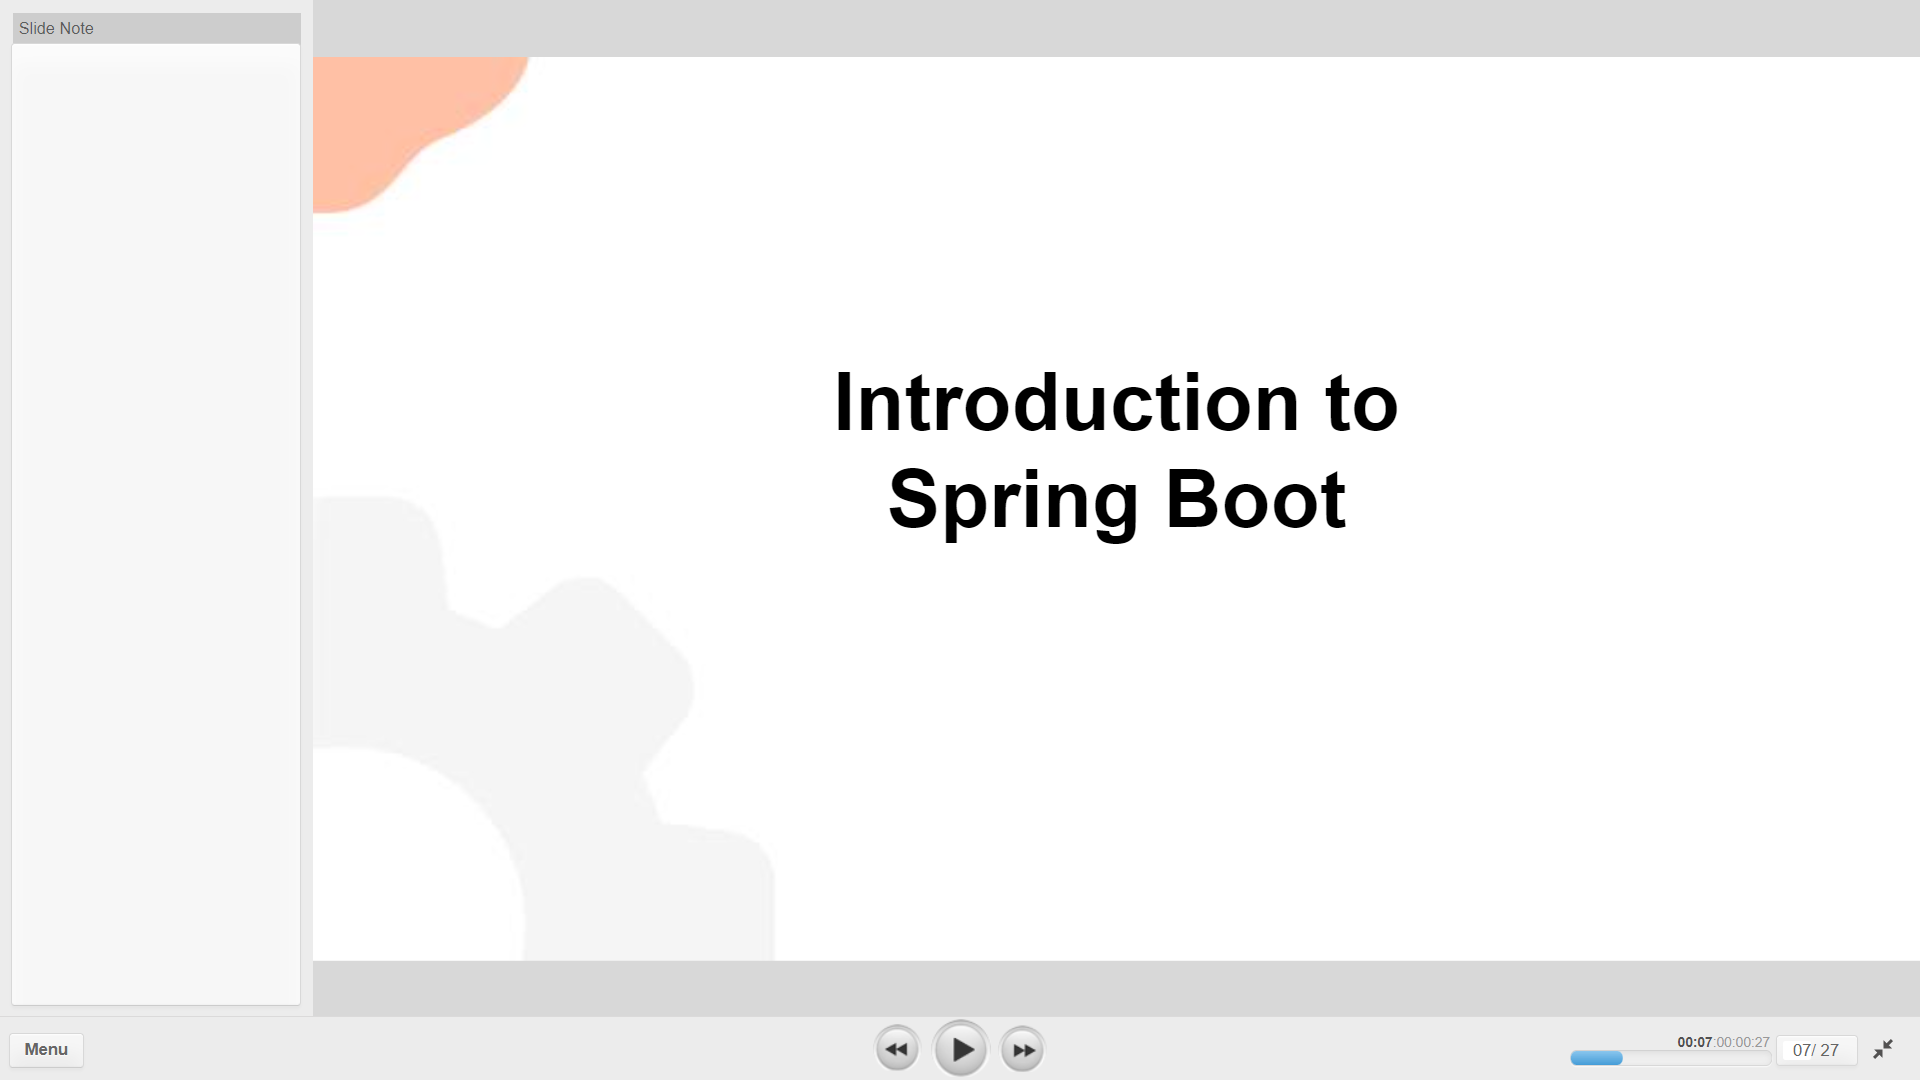 Slide Note
Introduction to
Spring Boot
Menu
00:07:00:00:27
07/ 27